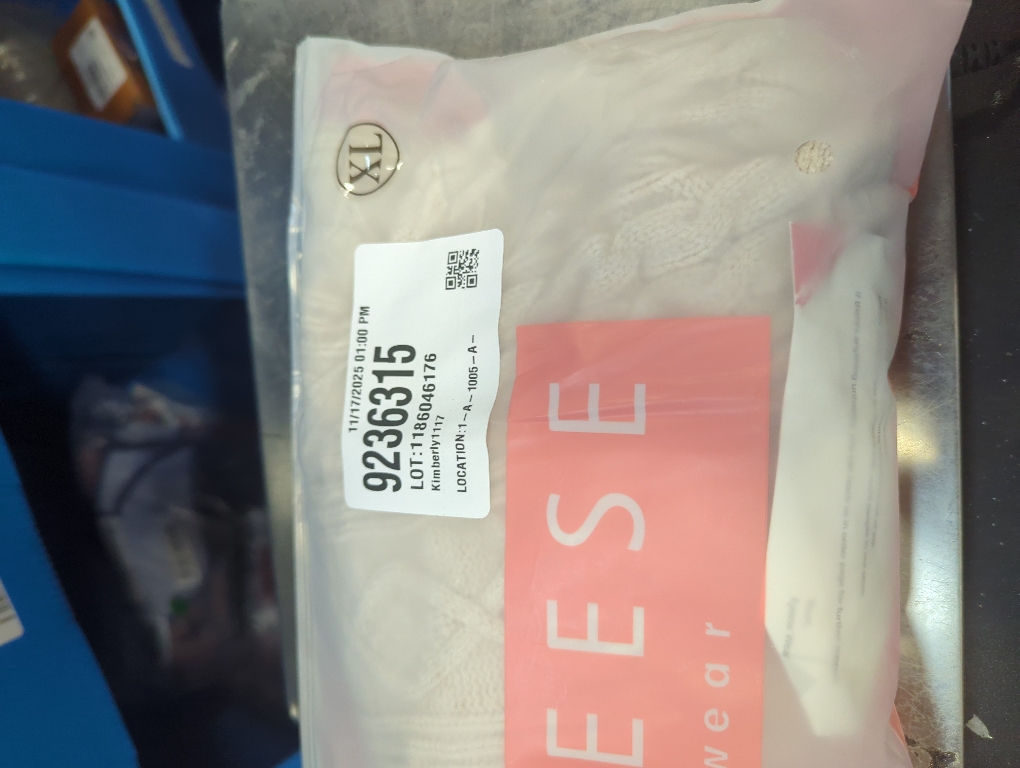 XL
11/17/2025 01:00 PM
9236315
LOT:1186046176
Kimberly1117
LOCATION:1-A-1005-A-
EESE
wear